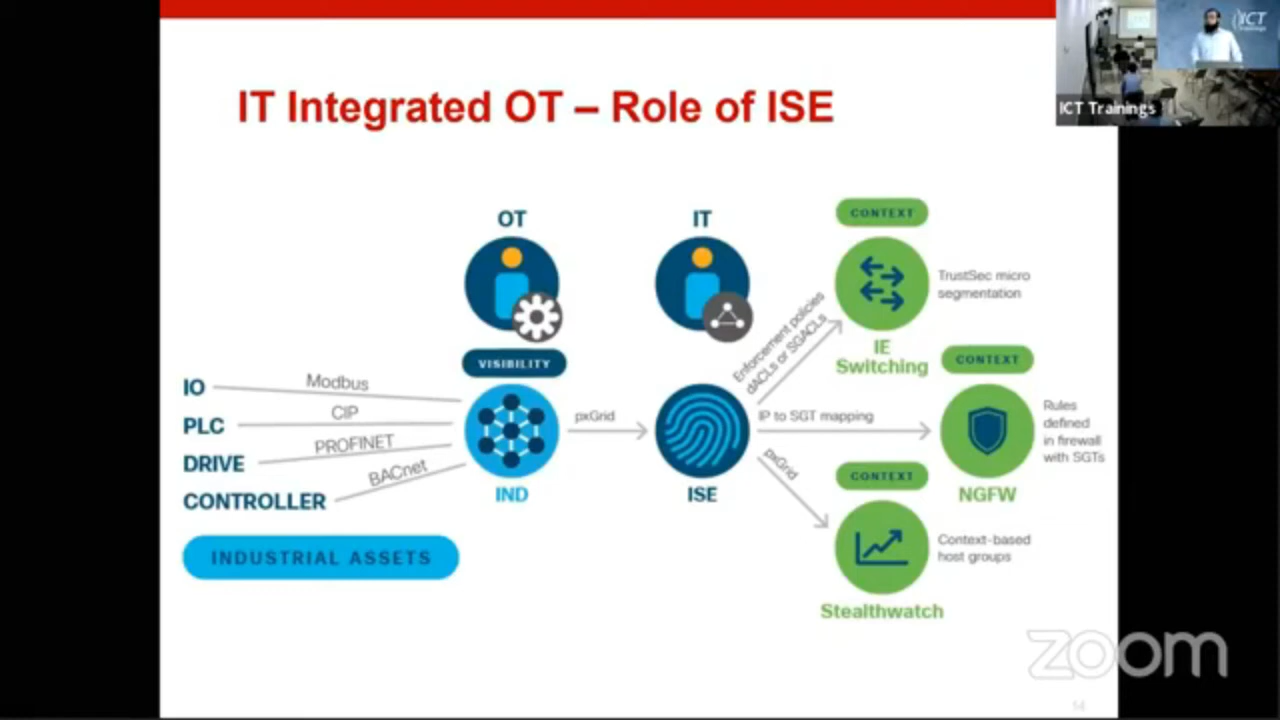 IT Integrated OT – Role of ISE
ICT
ICT Trainings
OT
IT
CONTEXT
TrustSec micro
segmentation
IE
Switching
Enforcement policies
dACLs or SGACLs
VISIBILITY
CONTEXT
IO
Modbus
PLC
CIP
DRIVE
PROFINET
CONTROLLER
BACnet
pxGrid
IP to SGT mapping
Rules
defined
in firewall
with SGTs
IND
ISE
NGFW
pxGrid
CONTEXT
INDUSTRIAL ASSETS
Context-based
host groups
Stealthwatch
zoom
14